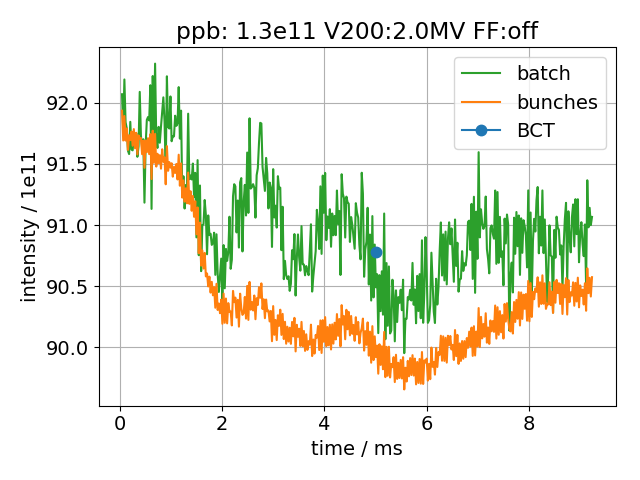 ppb: 1.3e11 V200:2.0MV FF:off
batch
bunches
BCT
intensity / 1e11
92.0
91.5
91.0
90.5
90.0
0 2 4 6 8
time / ms